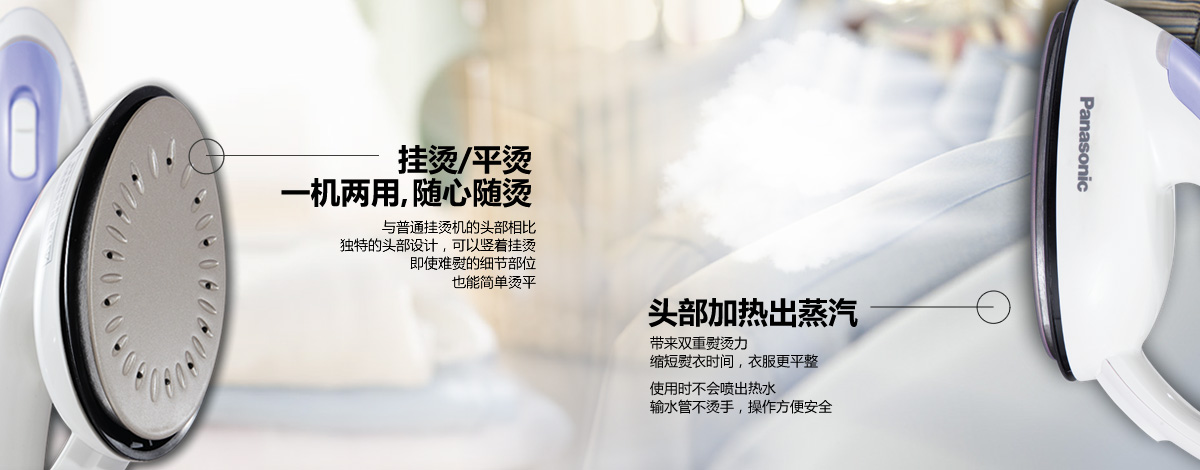 挂烫/平烫
一机两用,随心随烫
与普通挂烫机的头部相比
独特的头部设计，可以竖着挂烫
即使难熨的细节部位
也能简单烫平
头部加热出蒸汽
带来双重熨烫力
缩短熨衣时间，衣服更平整
使用时不会喷出热水
输水管不烫手，操作方便安全
Panasonic